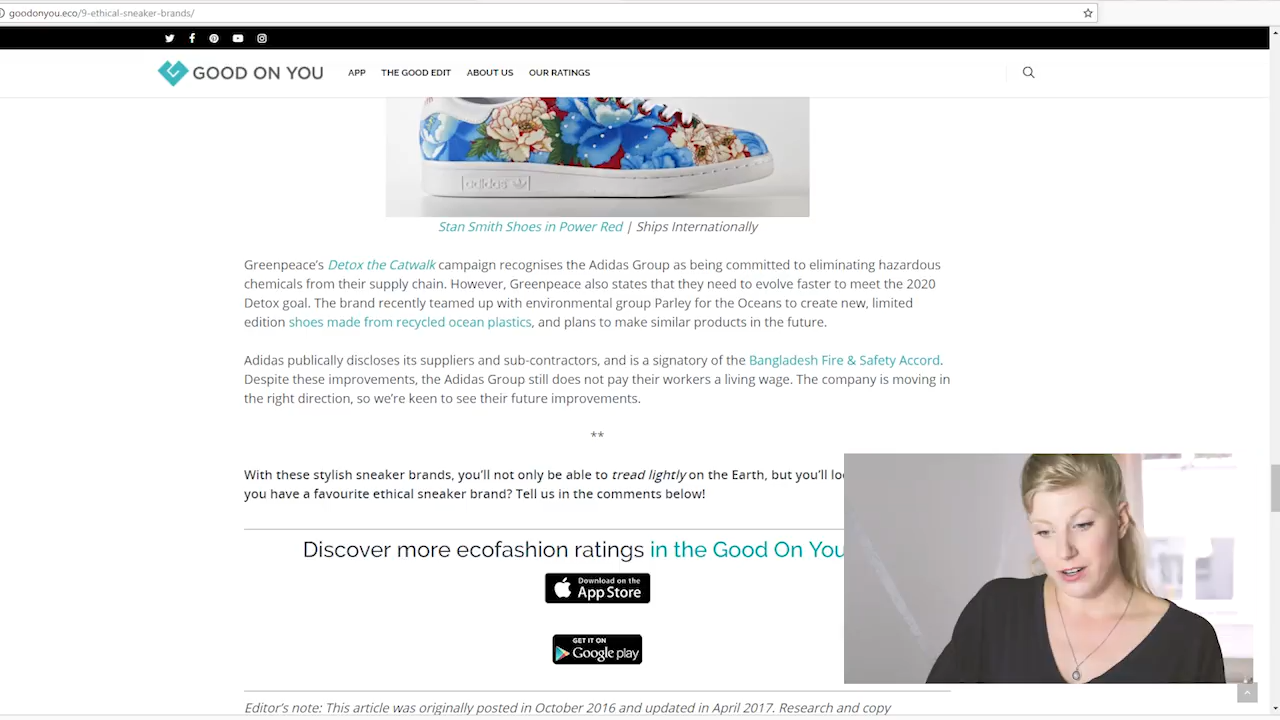 goodonyou.eco/9-ethical-sneaker-brands/
GOOD ON YOU
APP THE GOOD EDIT ABOUT US OUR RATINGS
adidas
Stan Smith Shoes in Power Red | Ships Internationally
Greenpeace's Detox the Catwalk campaign recognises the Adidas Group as being committed to eliminating hazardous
chemicals from their supply chain. However, Greenpeace also states that they need to evolve faster to meet the 2020
Detox goal. The brand recently teamed up with environmental group Parley for the Oceans to create new, limited
edition shoes made from recycled ocean plastics, and plans to make similar products in the future.
Adidas publically discloses its suppliers and sub-contractors, and is a signatory of the Bangladesh Fire & Safety Accord.
Despite these improvements, the Adidas Group still does not pay their workers a living wage. The company is moving in
the right direction, so we're keen to see their future improvements.
**
With these stylish sneaker brands, you'll not only be able to tread lightly on the Earth, but you'll
you have a favourite ethical sneaker brand? Tell us in the comments below!
Discover more ecofashion ratings in the Good On You
Download on the
App Store
GET IT ON
Google play
Editor's note: This article was originally posted in October 2016 and updated in April 2017. Research and copy